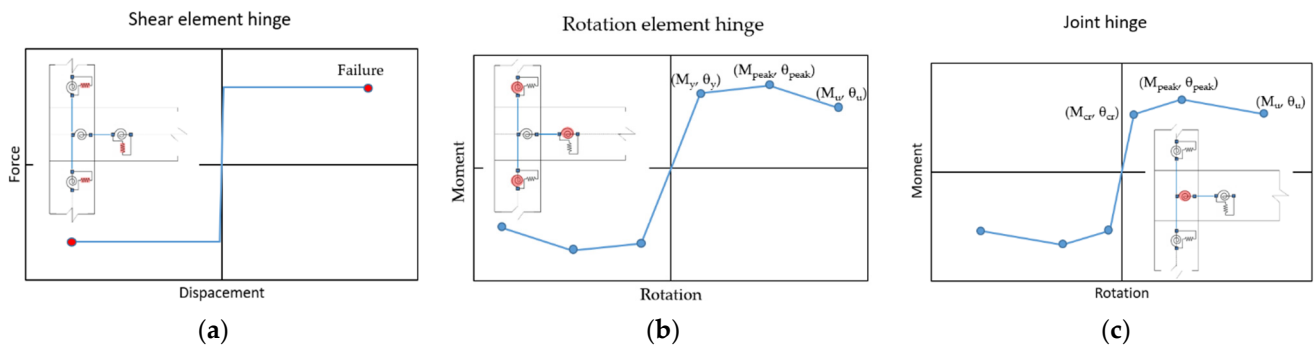 Shear element hinge
Failure
Force
Dispacement
(a)
Rotation element hinge
(My, θy)
(Mpeak, θpeak)
(Mu, θu)
Moment
Rotation
(b)
Joint hinge
(Mcr, θcr)
(Mpeak, θpeak)
(Mu, θu)
Moment
Rotation
(c)